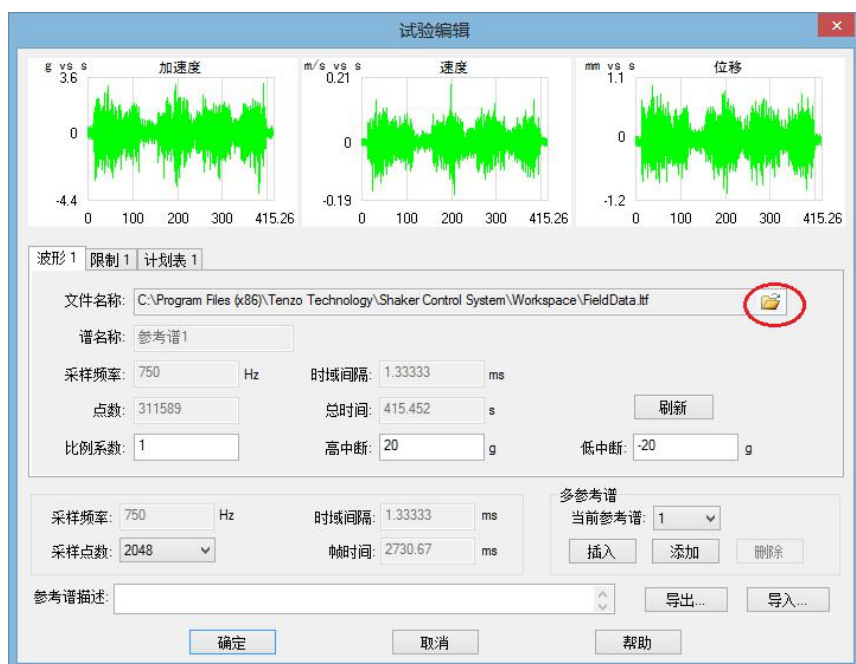 试验编辑
g vs s 加速度
3.6
0
-4.4
0 100 200 300 415.26
m/s vs s 速度
0.21
0
-0.19
0 100 200 300 415.26
mm vs s 位移
1.1
0
-1.2
0 100 200 300 415.26
波形 1 限制 1 计划表 1
文件名称: C:\Program Files (x86)\Tenzo Technology\Shaker Control System\Workspace\FieldData.ltf
谱名称: 参考谱1
采样频率: 750 Hz 时域间隔: 1.33333 ms
点数: 311589 总时间: 415.452 s 刷新
比例系数: 1 高中断: 20 g 低中断: -20 g
多参考谱
采样频率: 750 Hz 时域间隔: 1.33333 ms 当前参考谱: 1
采样点数: 2048 帧时间: 2730.67 ms 插入 添加 删除
参考谱描述: 导出... 导入...
确定 取消 帮助